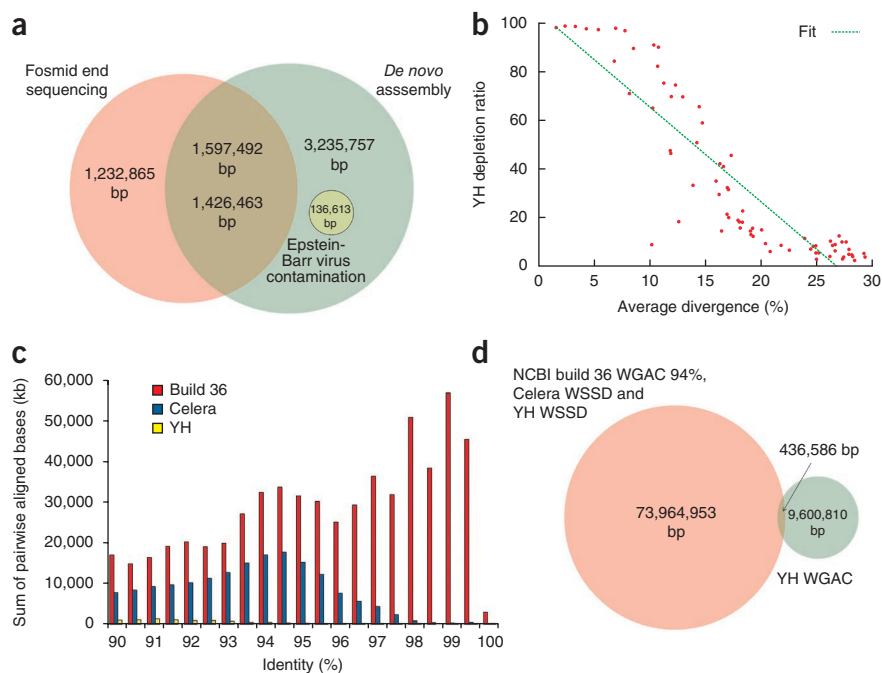 a
Fosmid end
sequencing
De novo
asssembly
1,232,865
bp
1,597,492
bp
1,426,463
bp
3,235,757
bp
136,613
bp
Epstein-
Barr virus
contamination
b
Fit
YH depletion ratio
100
80
60
40
20
0
0 5 10 15 20 25 30
Average divergence (%)
c
Sum of pairwise aligned bases (kb)
60,000
50,000
40,000
30,000
20,000
10,000
0
Build 36
Celera
YH
90 91 92 93 94 95 96 97 98 99 100
Identity (%)
d
NCBI build 36 WGAC 94%,
Celera WSSD and
YH WSSD
436,586 bp
73,964,953
bp
9,600,810
bp
YH WGAC